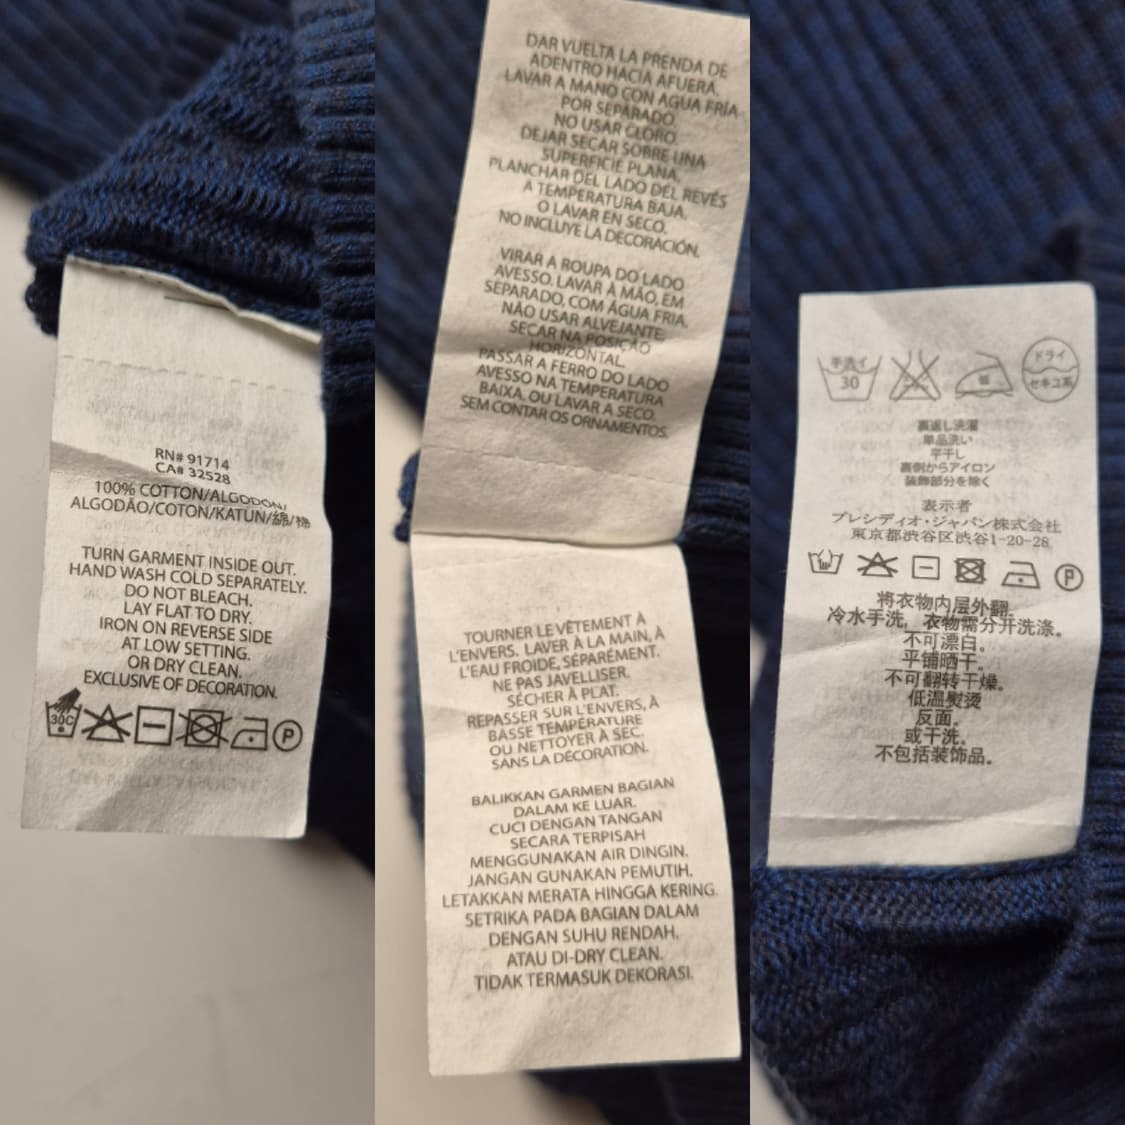 RN# 91714
CA# 32528
100% COTTON/ALGODON/
ALGODÃO/COTON/KATUN/綿/棉
TURN GARMENT INSIDE OUT.
HAND WASH COLD SEPARATELY.
DO NOT BLEACH.
LAY FLAT TO DRY.
IRON ON REVERSE SIDE
AT LOW SETTING.
OR DRY CLEAN.
EXCLUSIVE OF DECORATION.
30C
P
DAR VUELTA LA PRENDA DE
ADENTRO HACIA AFUERA.
LAVAR A MANO CON AGUA FRÍA
POR SEPARADO.
NO USAR CLORO.
DEJAR SECAR SOBRE UNA
SUPERFICIE PLANA.
PLANCHAR DEL LADO DEL REVÉS
A TEMPERATURA BAJA.
O LAVAR EN SECO.
NO INCLUYE LA DECORACIÓN.
VIRAR A ROUPA DO LADO
AVESSO. LAVAR À MÃO, EM
SEPARADO, COM ÁGUA FRIA.
NÃO USAR ALVEJANTE.
SECAR NA POSIÇÃO
HORIZONTAL.
PASSAR A FERRO DO LADO
AVESSO NA TEMPERATURA
BAIXA. OU LAVAR A SECO.
SEM CONTAR OS ORNAMENTOS.
TOURNER LE VÊTEMENT À
L'ENVERS. LAVER À LA MAIN, À
L'EAU FROIDE, SÉPARÉMENT.
NE PAS JAVELLISER.
SÉCHER À PLAT.
REPASSER SUR L'ENVERS, À
BASSE TEMPÉRATURE
OU NETTOYER À SEC.
SANS LA DÉCORATION.
BALIKKAN GARMEN BAGIAN
DALAM KE LUAR.
CUCI DENGAN TANGAN
SECARA TERPISAH
MENGGUNAKAN AIR DINGIN.
JANGAN GUNAKAN PEMUTIH.
LETAKKAN MERATA HINGGA KERING.
SETRIKA PADA BAGIAN DALAM
DENGAN SUHU RENDAH.
ATAU DI-DRY CLEAN.
TIDAK TERMASUK DEKORASI.
手洗イ 30 低 ドライ セキユ系
裏返し洗濯
単品洗い
平干し
裏側からアイロン
装飾部分を除く
表示者
プレシディオ・ジャパン株式会社
東京都渋谷区渋谷1-20-28
P
将衣物内层外翻。
冷水手洗，衣物需分开洗涤。
不可漂白。
平铺晒干。
不可翻转干燥。
低温熨烫
反面。
或干洗。
不包括装饰品。